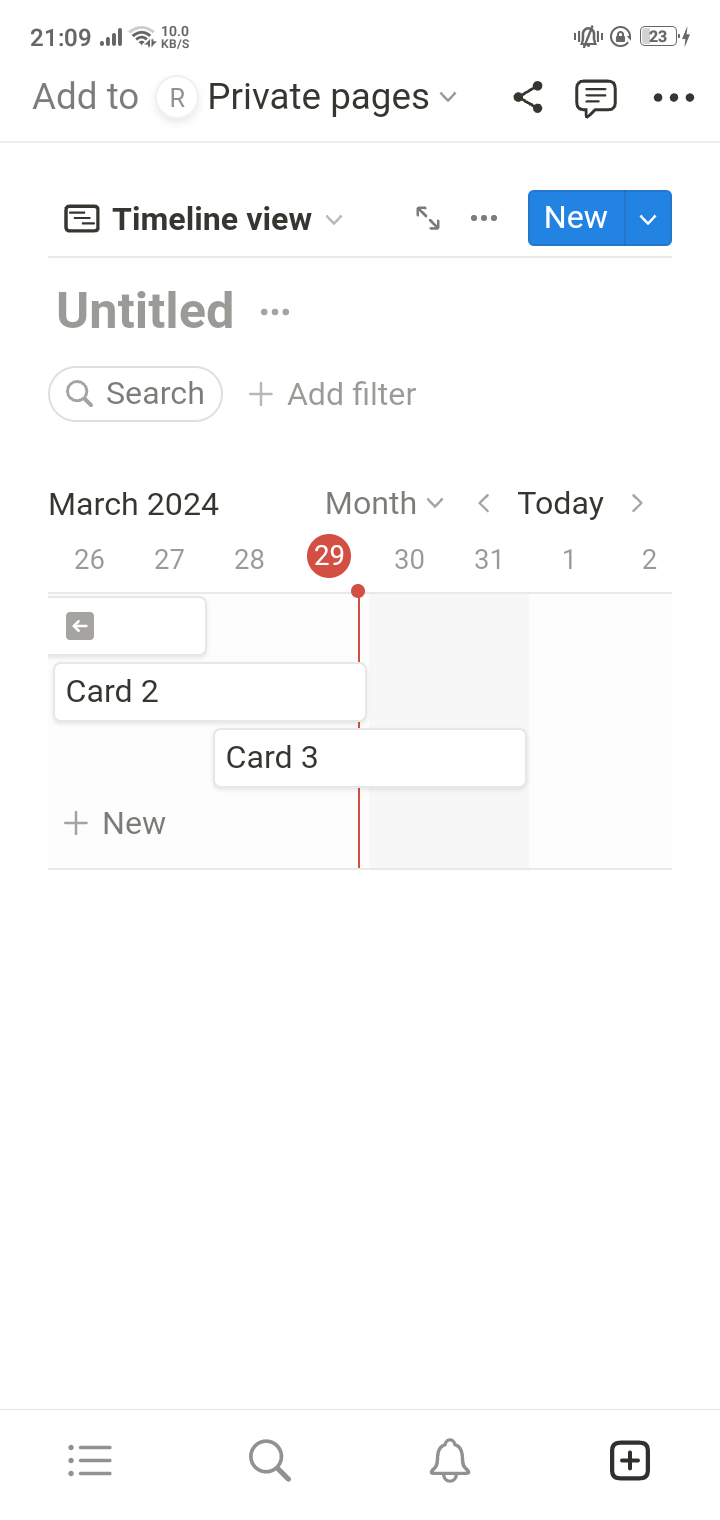 21:09 10.0 KB/S 23
Add to R Private pages
Timeline view New
Untitled
Search Add filter
March 2024 Month Today
26 27 28 29 30 31 1 2
Card 2
Card 3
New